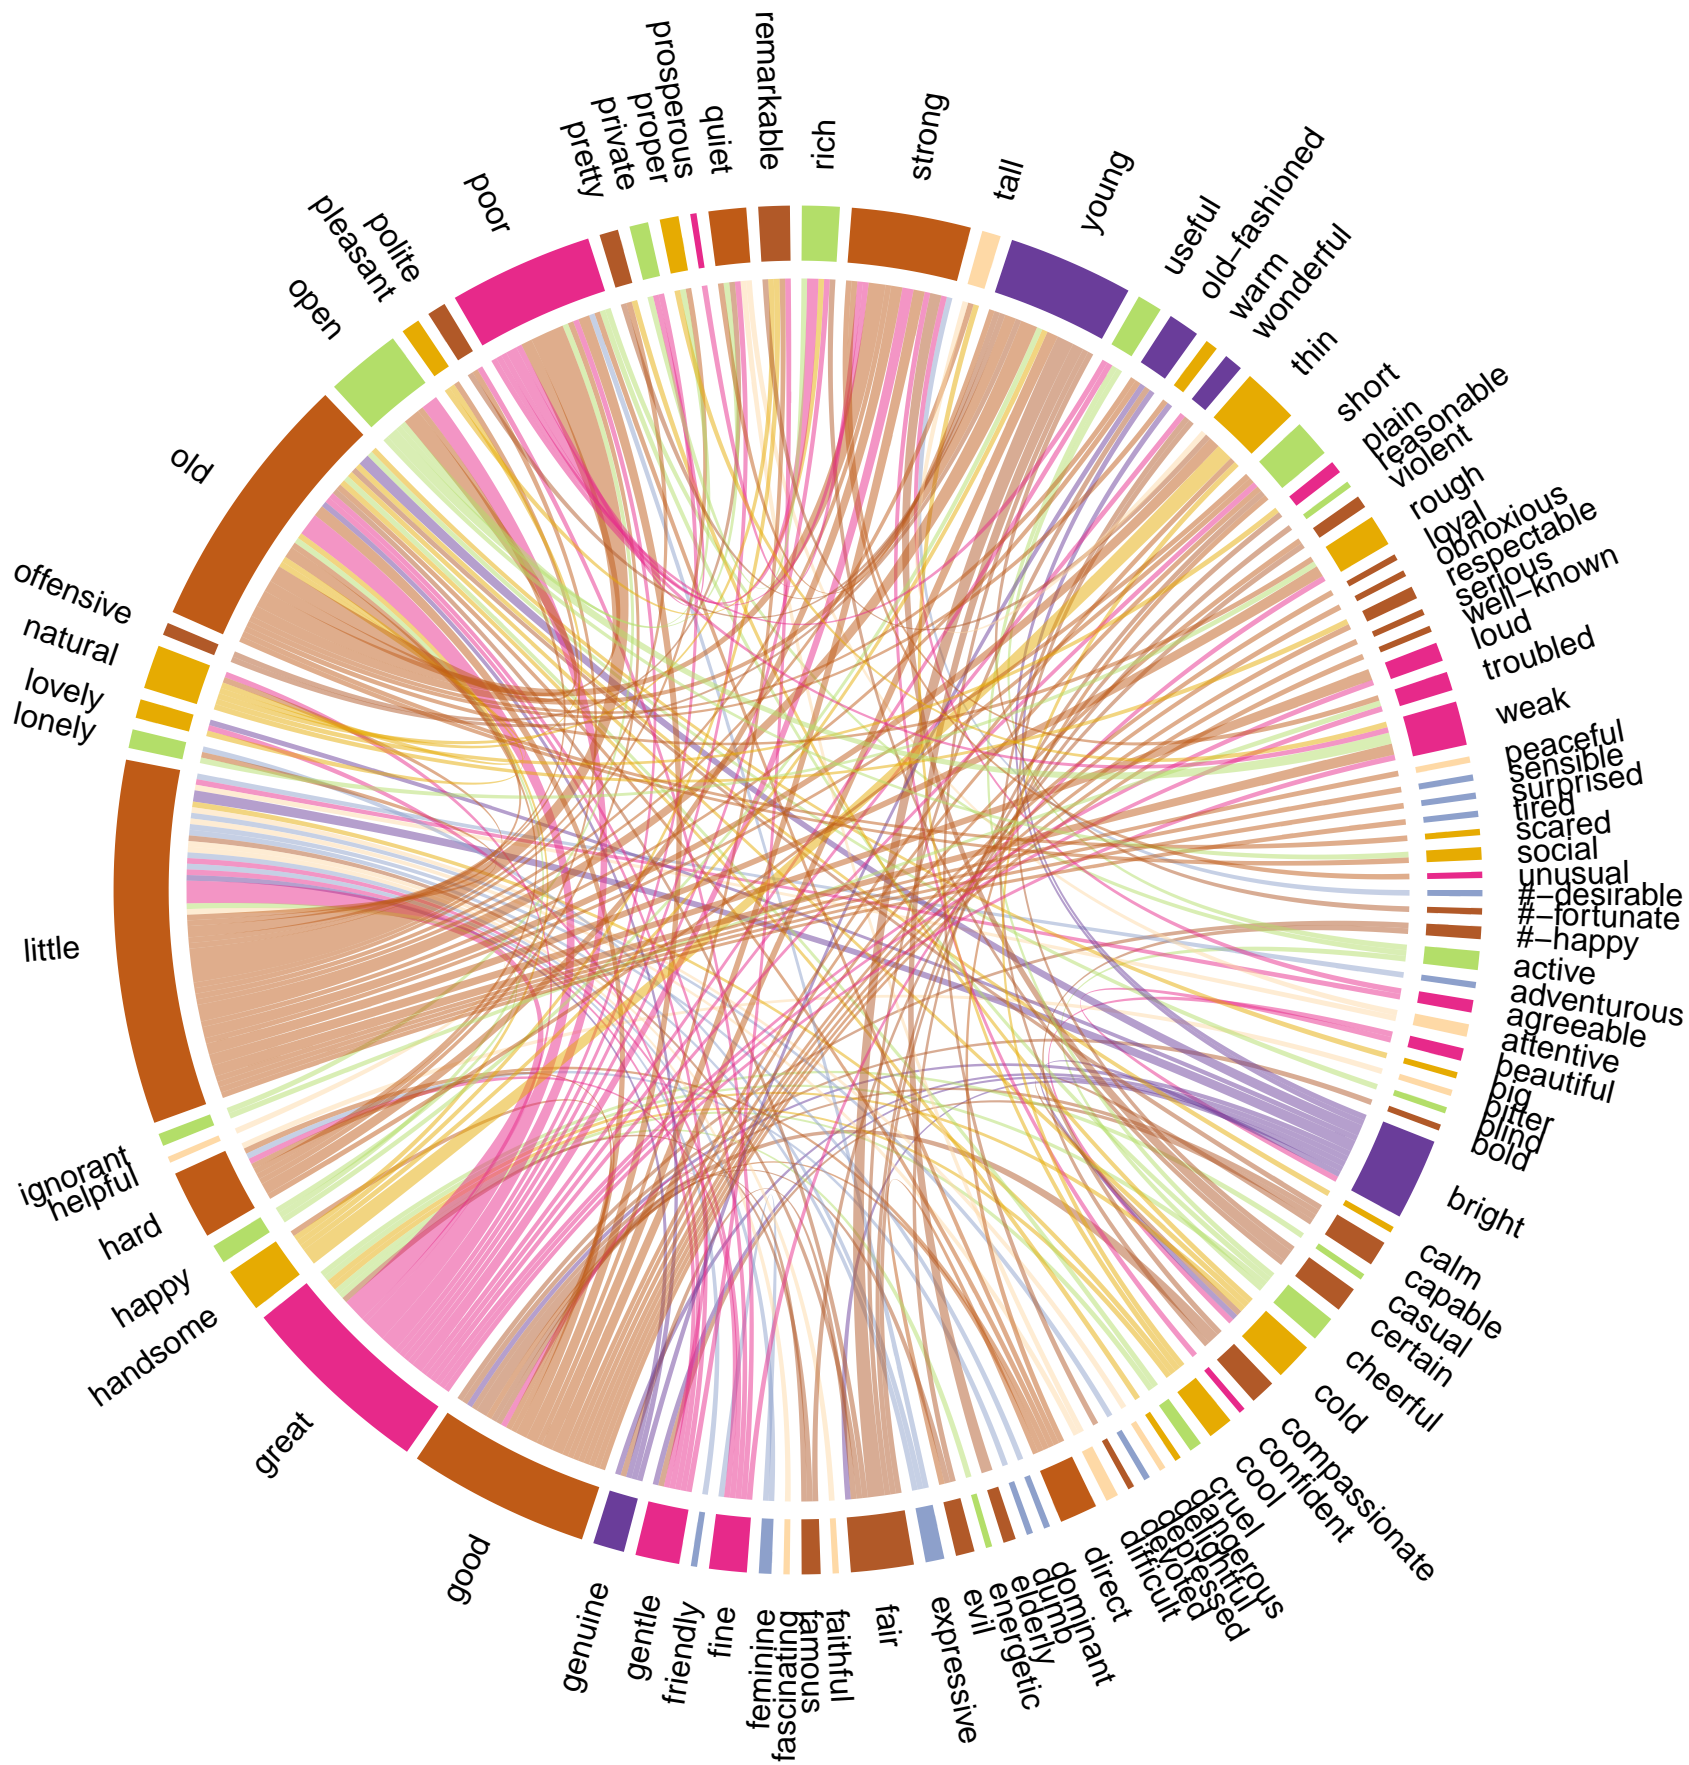 rich
strong
tall
young
useful
old–fashioned
warm
wonderful
thin
short
plain
reasonable
violent
rough
loyal
obnoxious
respectable
serious
well–known
loud
troubled
weak
peaceful
sensible
surprised
tired
scared
social
unusual
#–desirable
#–fortunate
#–happy
active
adventurous
agreeable
attentive
beautiful
big
bitter
blind
bold
bright
calm
capable
casual
certain
cheerful
cold
compassionate
confident
cool
cruel
dangerous
delightful
depressed
devoted
difficult
direct
dominant
dumb
elderly
energetic
evil
expressive
fair
faithful
famous
fascinating
feminine
fine
friendly
gentle
genuine
good
great
handsome
happy
hard
helpful
ignorant
little
lonely
lovely
natural
offensive
old
open
pleasant
polite
poor
pretty
private
proper
prosperous
quiet
remarkable